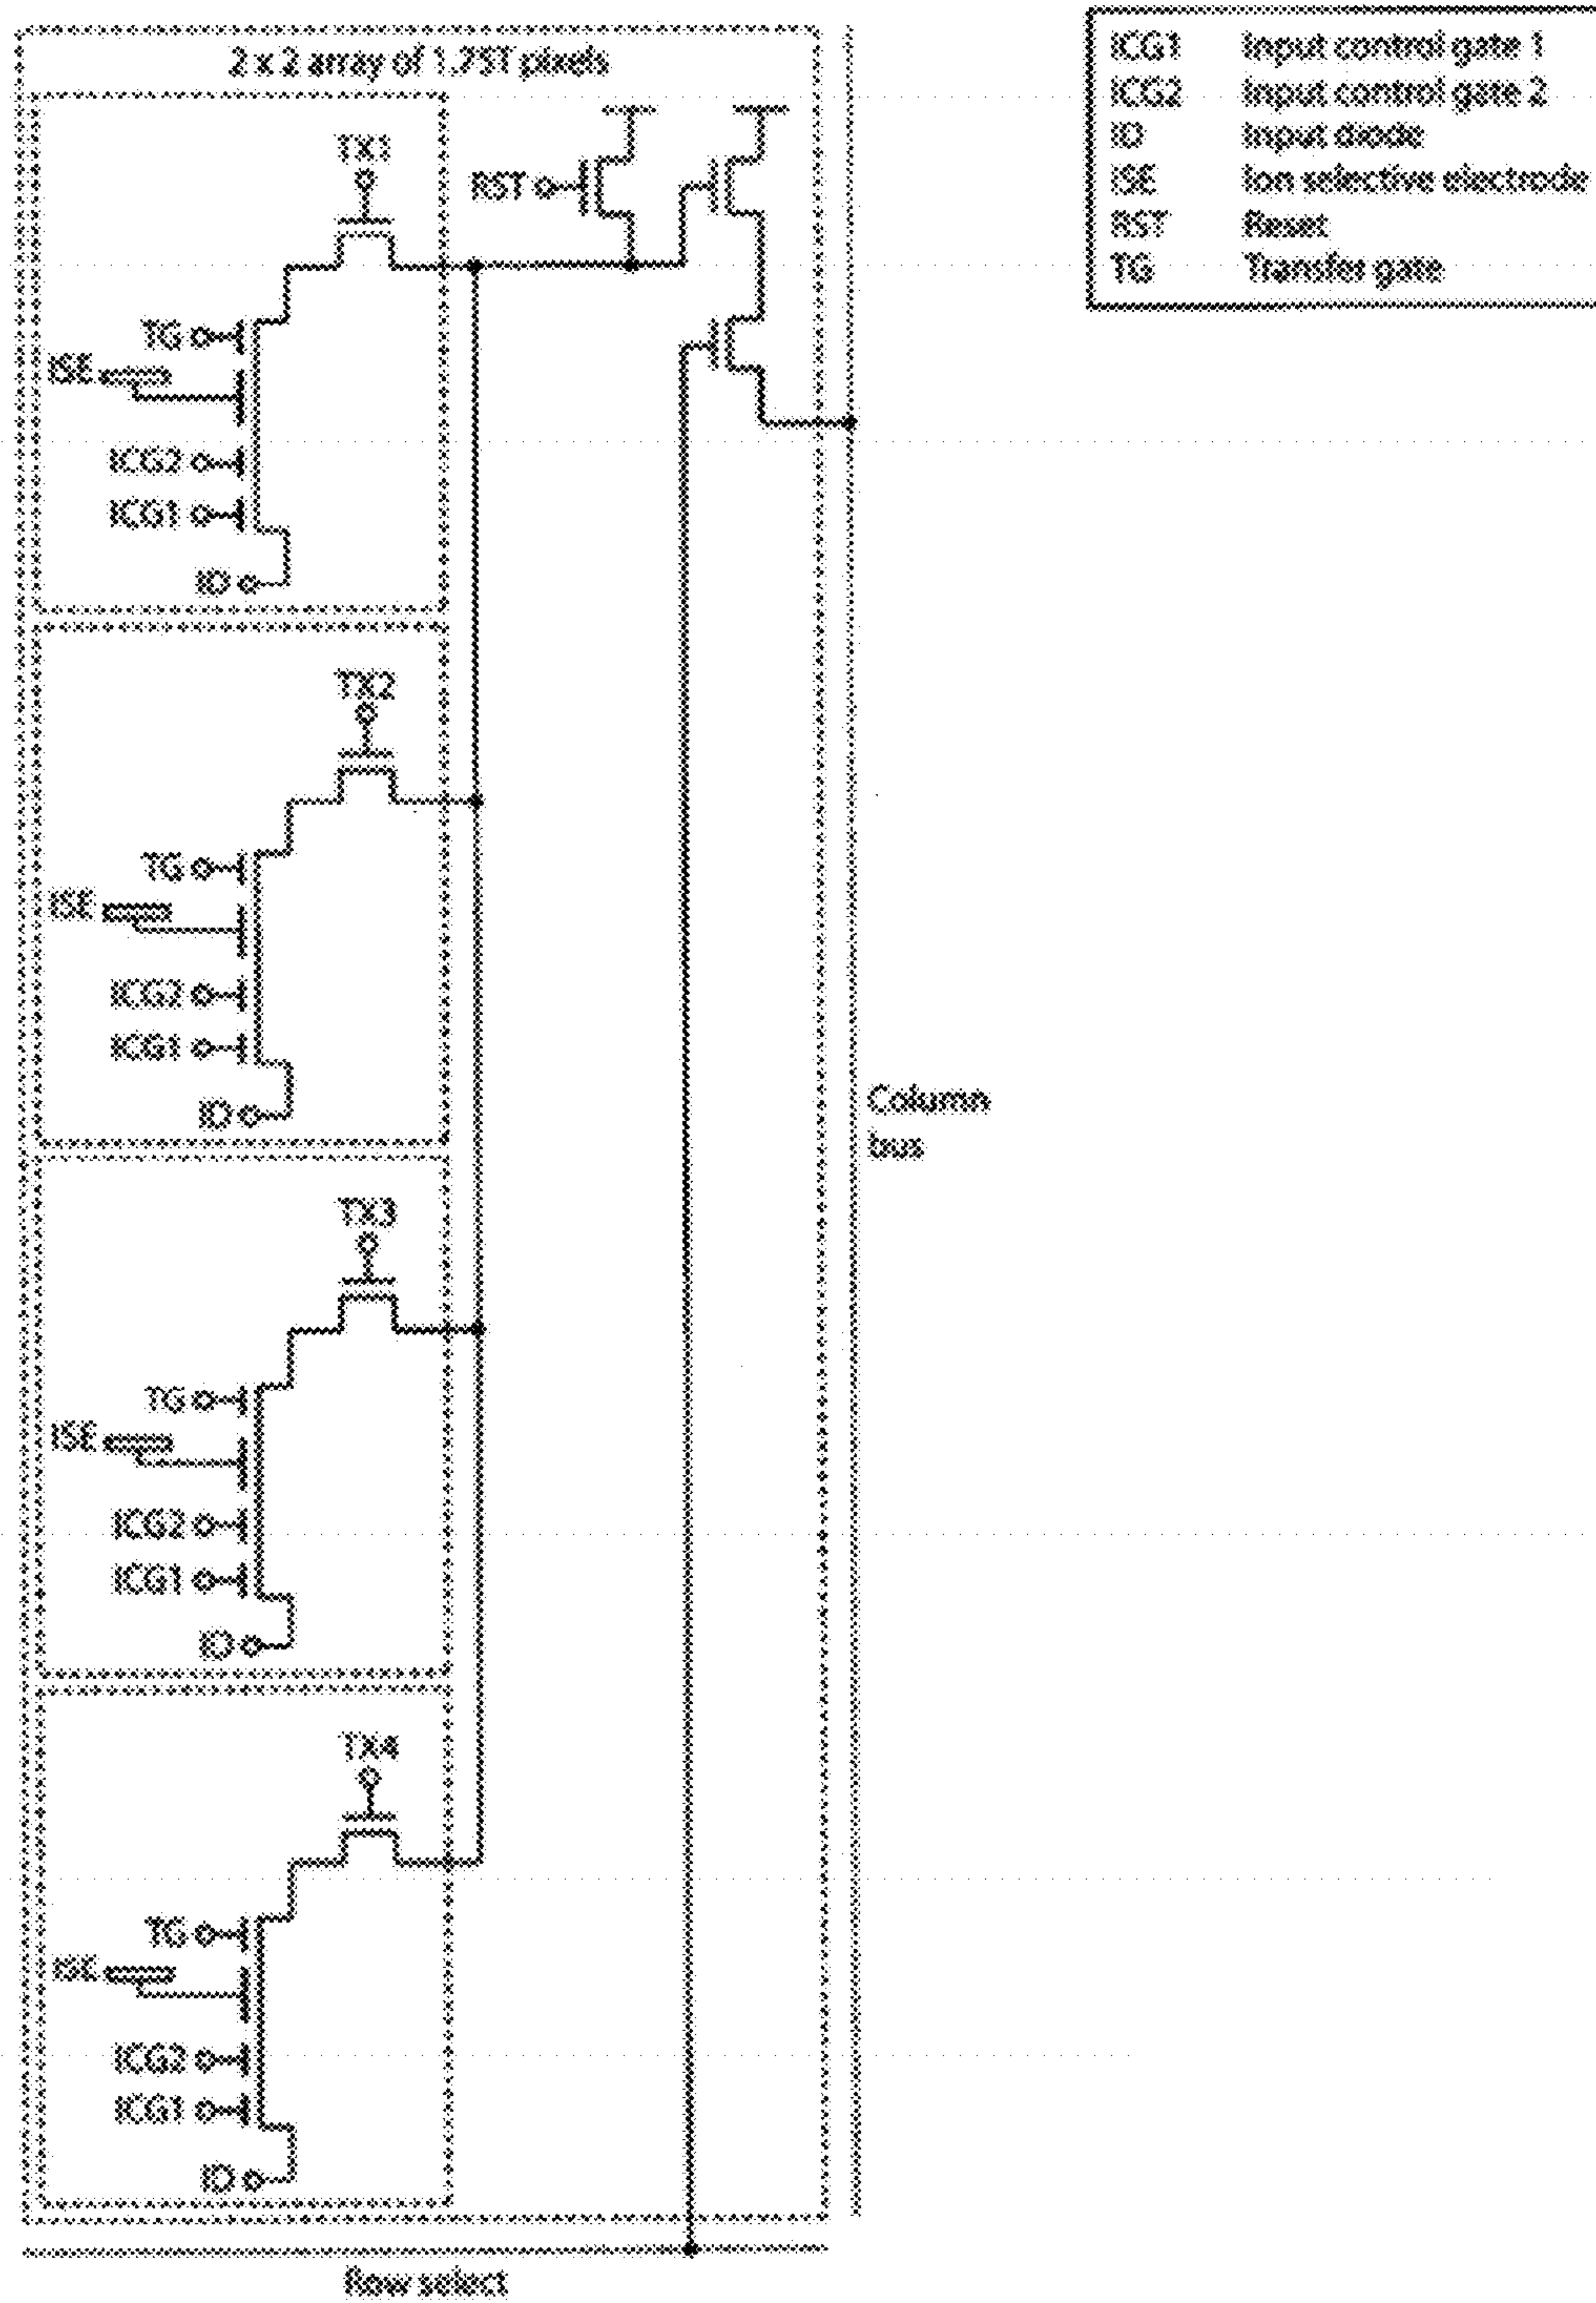 2 x 2 array of 1.75T pixels
ICG1 Input control gate 1
ICG2 Input control gate 2
ID Input diode
ISE Ion selective electrode
RST Reset
TG Transfer gate
TX1
RST
TG
ISE
ICG2
ICG1
ID
TX2
TG
ISE
ICG2
ICG1
ID
Column
bus
TX3
TG
ISE
ICG2
ICG1
ID
TX4
TG
ISE
ICG2
ICG1
ID
Row select